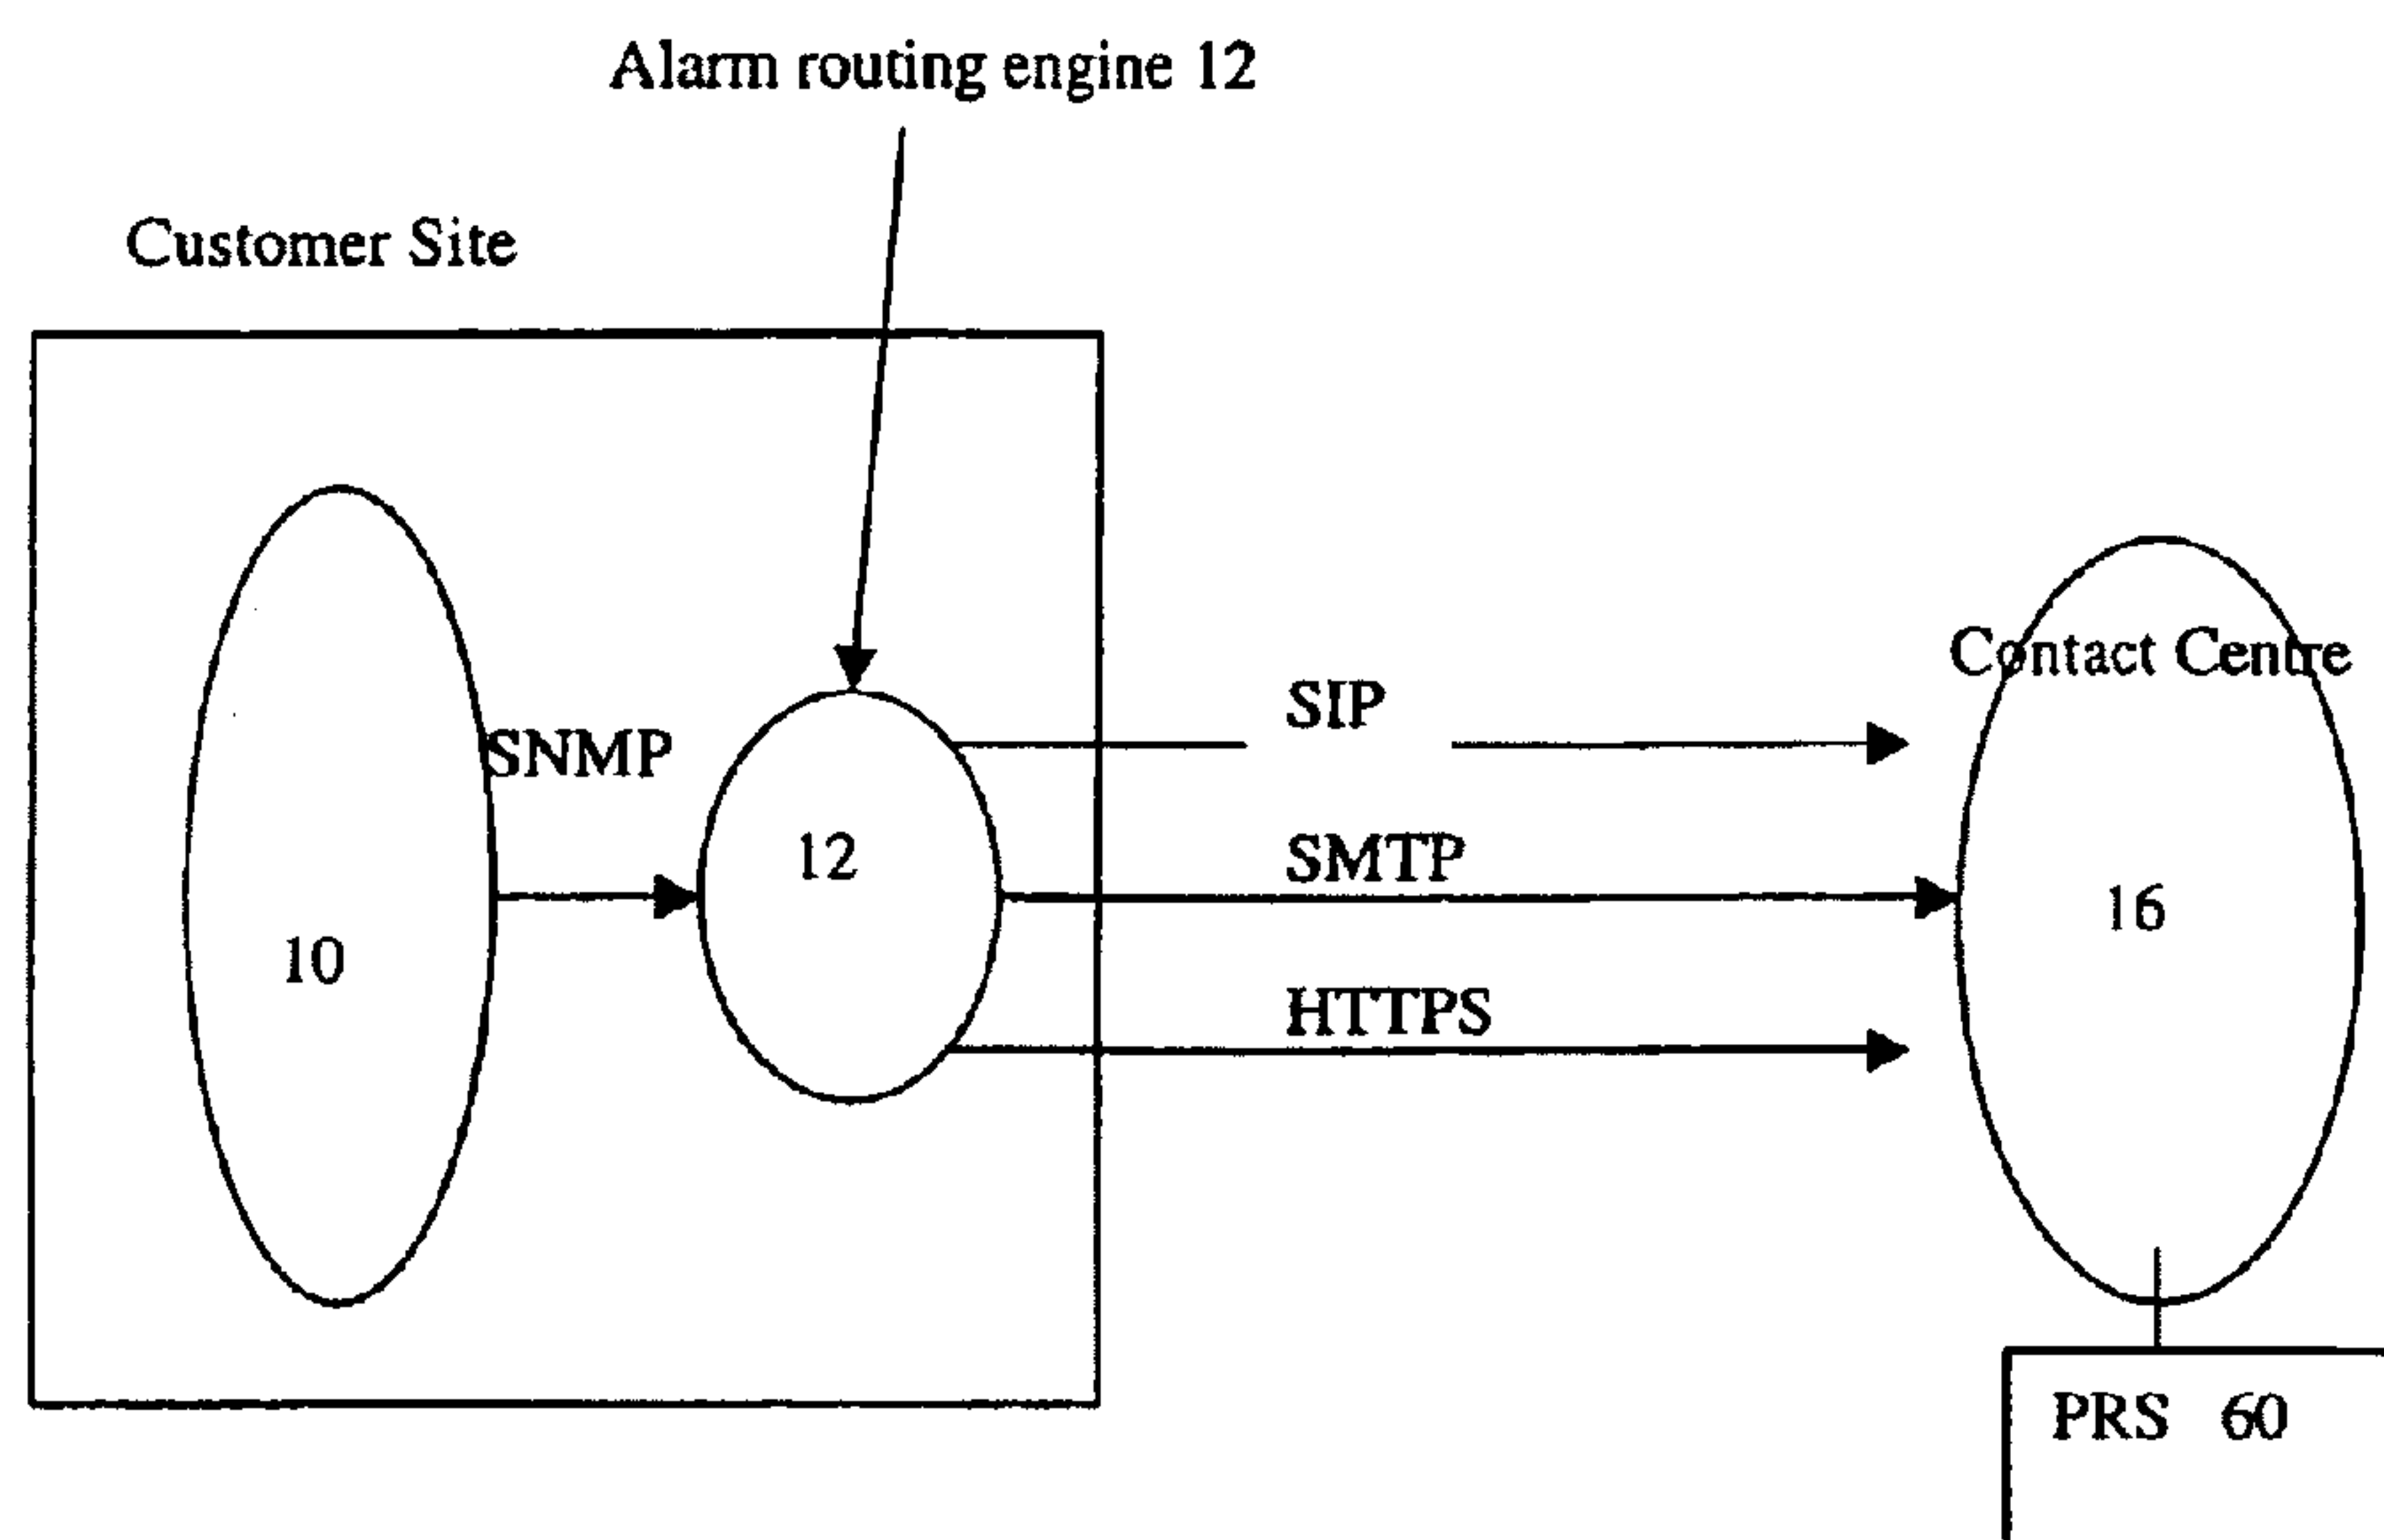 Alarm routing engine 12
Customer Site
Contact Centre
SIP
SNMP
12
SMTP
16
10
HTTPS
PRS 60